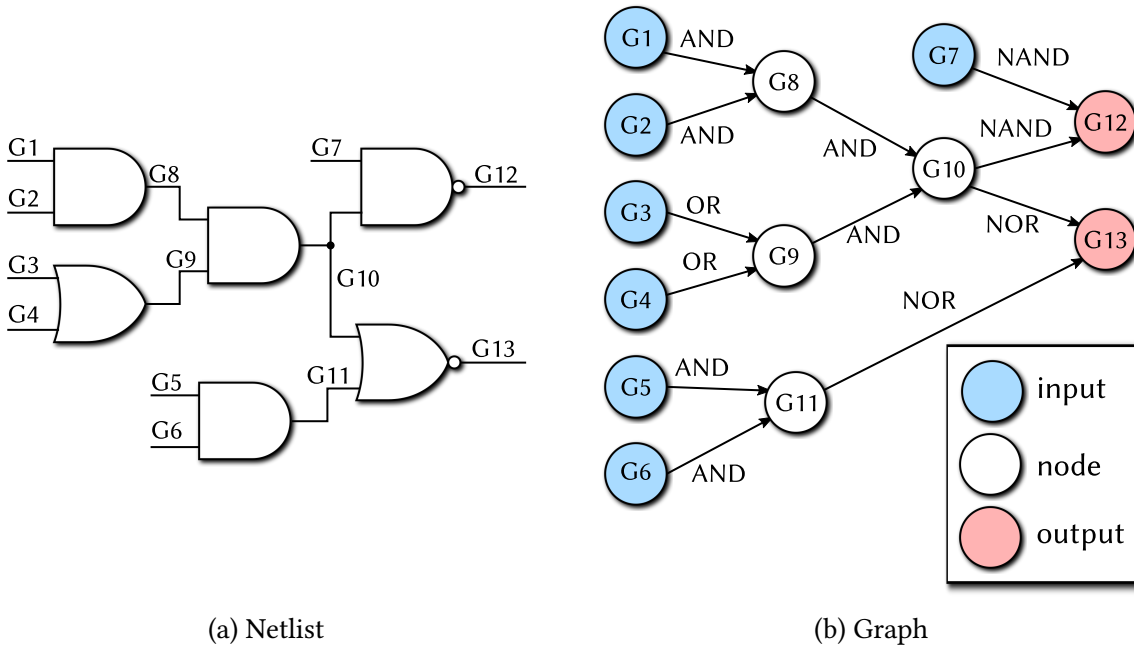 G1
G2
G8
G3
G4
G9
G7
G12
G10
G5
G6
G11
G13
(a) Netlist
G1
AND
G2
AND
G8
AND
G3
OR
G4
OR
G9
AND
G5
AND
G6
AND
G11
NOR
G7
NAND
G10
NAND
NOR
G12
G13
input
node
output
(b) Graph